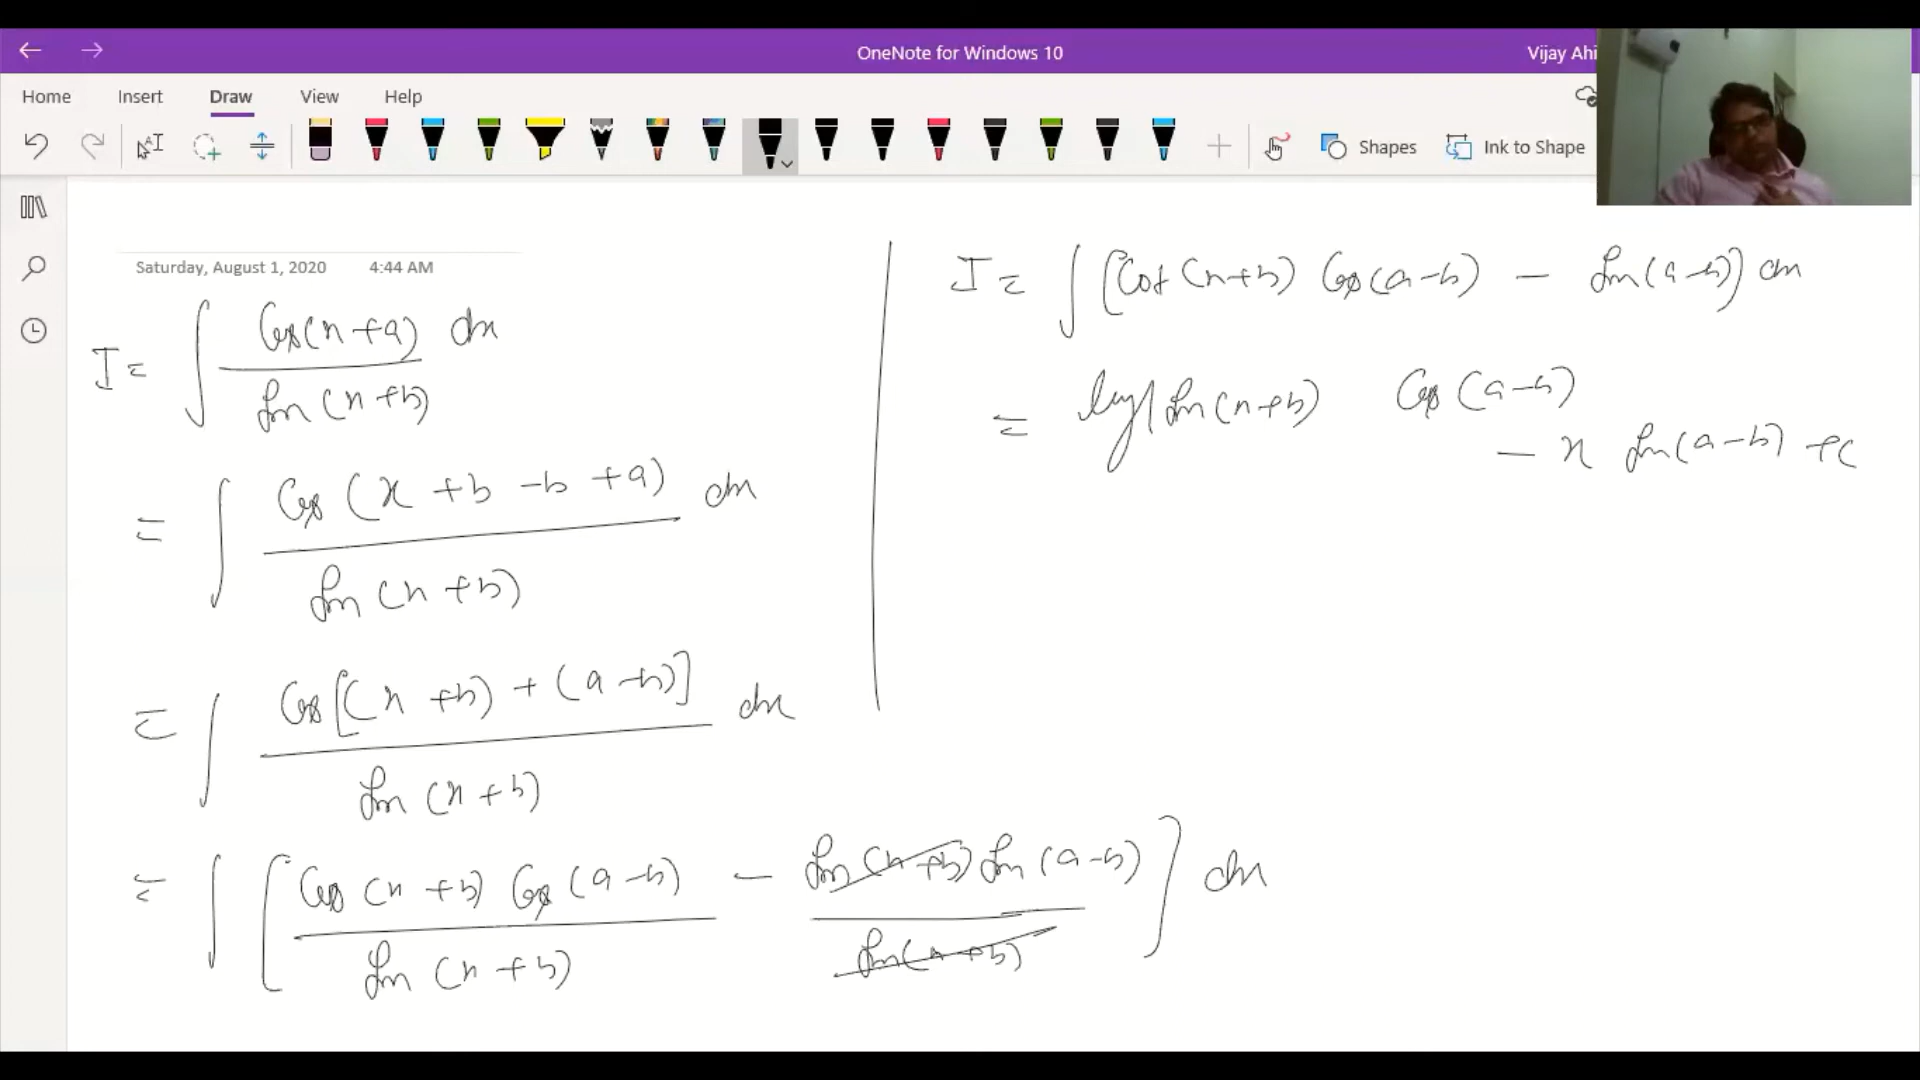 OneNote for Windows 10
Vijay Ahi
Home Insert Draw View Help
Shapes Ink to Shape
Saturday, August 1, 2020 4:44 AM
I = ∫ Cos(x+a) / Sin(x+b) dx
= ∫ Cos(x+b-b+a) / Sin(x+b) dx
= ∫ Cos[(x+b)+(a-b)] / Sin(x+b) dx
= ∫ [Cos(x+b) Cos(a-b) / Sin(x+b) - Sin(x+b) Sin(a-b) / Sin(x+b)] dx
I = ∫ [Cot(x+b) Cos(a-b) - Sin(a-b)] dx
= log|Sin(x+b) Cos(a-b)
- x Sin(a-b) +C